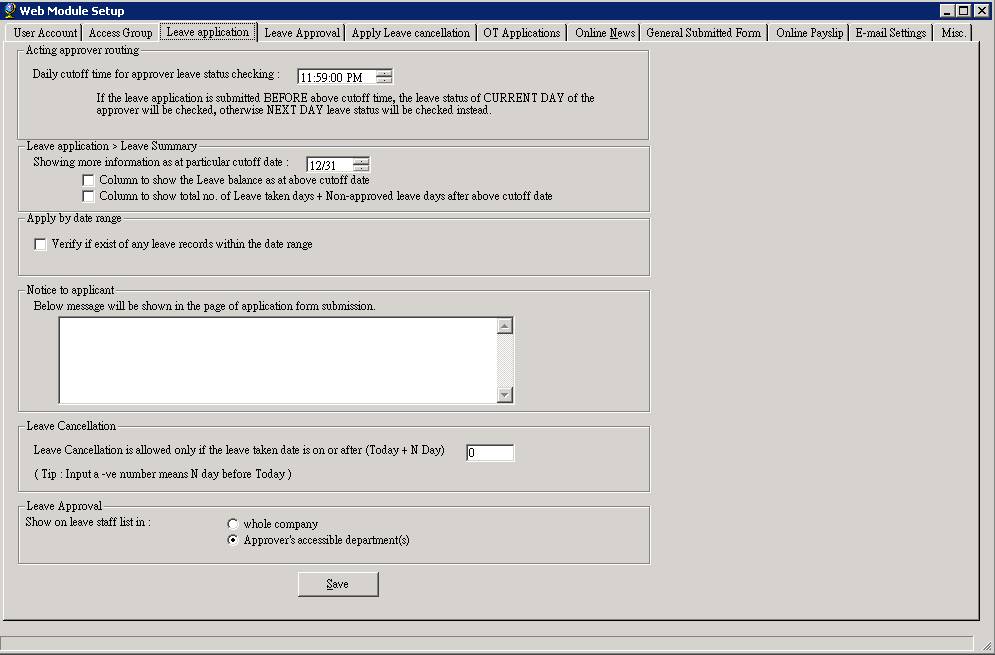 Web Module Setup
User Account Access Group Leave application Leave Approval Apply Leave cancellation OT Applications Online News General Submitted Form Online Payslip E-mail Settings Misc.
Acting approver routing
Daily cutoff time for approver leave status checking : 11:59:00 PM
If the leave application is submitted BEFORE above cutoff time, the leave status of CURRENT DAY of the
approver will be checked, otherwise NEXT DAY leave status will be checked instead.
Leave application > Leave Summary
Showing more information as at particular cutoff date : 12/31
Column to show the Leave balance as at above cutoff date
Column to show total no. of Leave taken days + Non-approved leave days after above cutoff date
Apply by date range
Verify if exist of any leave records within the date range
Notice to applicant
Below message will be shown in the page of application form submission.
Leave Cancellation
Leave Cancellation is allowed only if the leave taken date is on or after (Today + N Day) 0
( Tip : Input a -ve number means N day before Today )
Leave Approval
Show on leave staff list in : whole company
Approver's accessible department(s)
Save